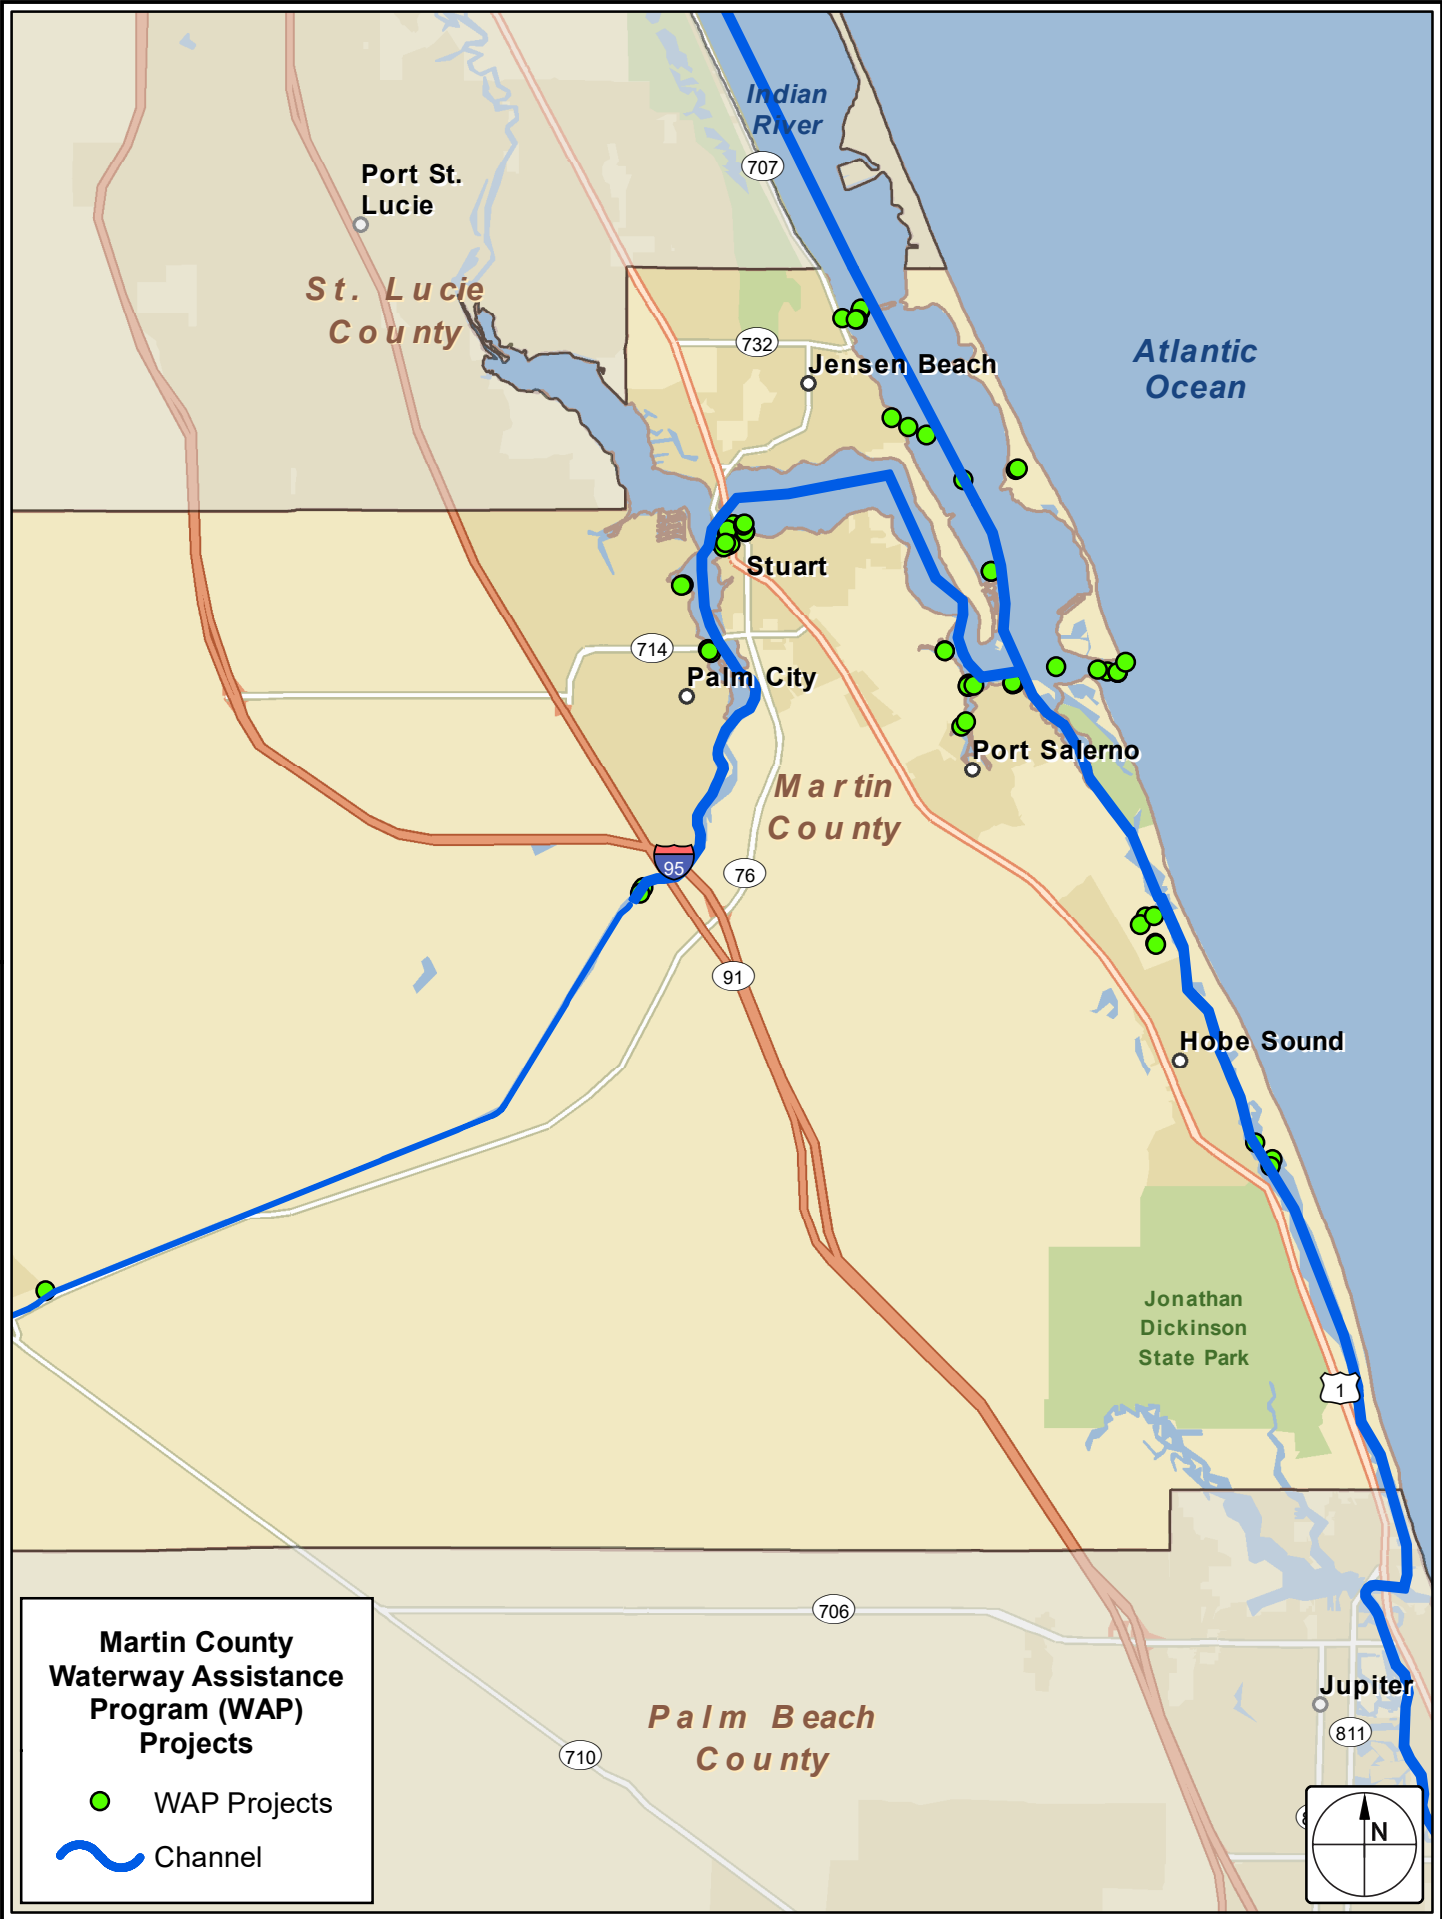 Indian
River
707
Port St.
Lucie
St. Lucie
County
732
Jensen Beach
Atlantic
Ocean
Stuart
714
Palm City
Port Salerno
Martin
County
95
76
91
Hobe Sound
Jonathan
Dickinson
State Park
1
706
Jupiter
811
Palm Beach
County
710
Martin County
Waterway Assistance
Program (WAP)
Projects
WAP Projects
Channel
N